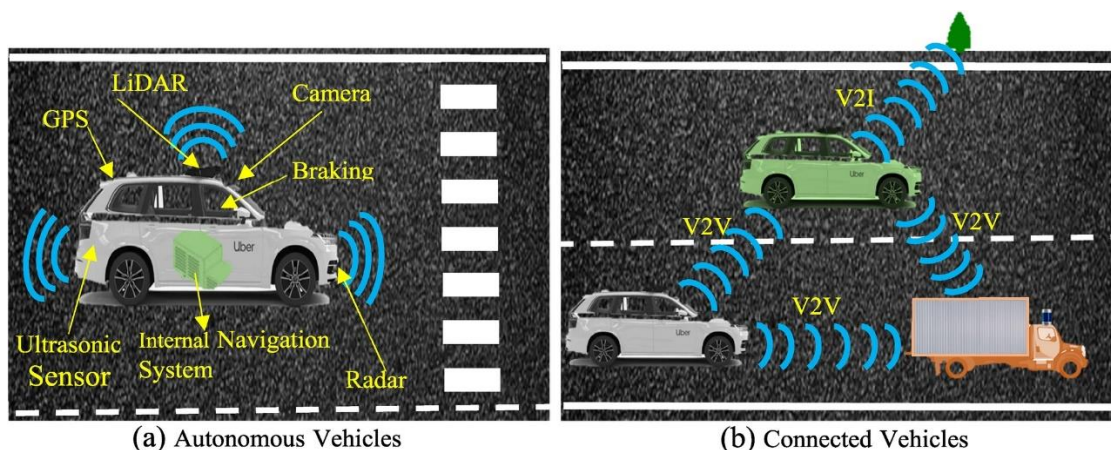 LiDAR
Camera
GPS
Braking
Uber
Ultrasonic
Sensor
Internal Navigation
System
Radar
(a) Autonomous Vehicles
V2I
Uber
V2V
V2V
V2V
Uber
(b) Connected Vehicles